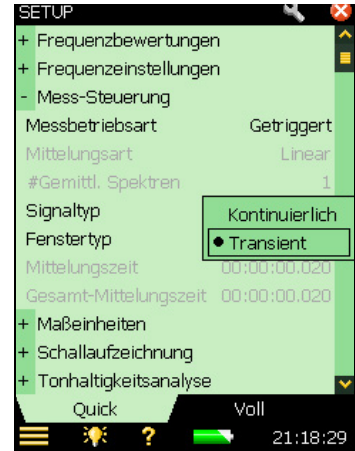 SETUP
+ Frequenzbewertungen
+ Frequenzeinstellungen
- Mess-Steuerung
Messbetriebsart Getriggert
Mittelungsart Linear
#Gemittl. Spektren 1
Signaltyp Kontinuierlich
Fenstertyp Transient
Mittelungszeit 00:00:00.020
Gesamt-Mittelungszeit 00:00:00.020
+ Maßeinheiten
+ Schallaufzeichnung
+ Tonhaltigkeitsanalyse
Quick Voll
? 21:18:29